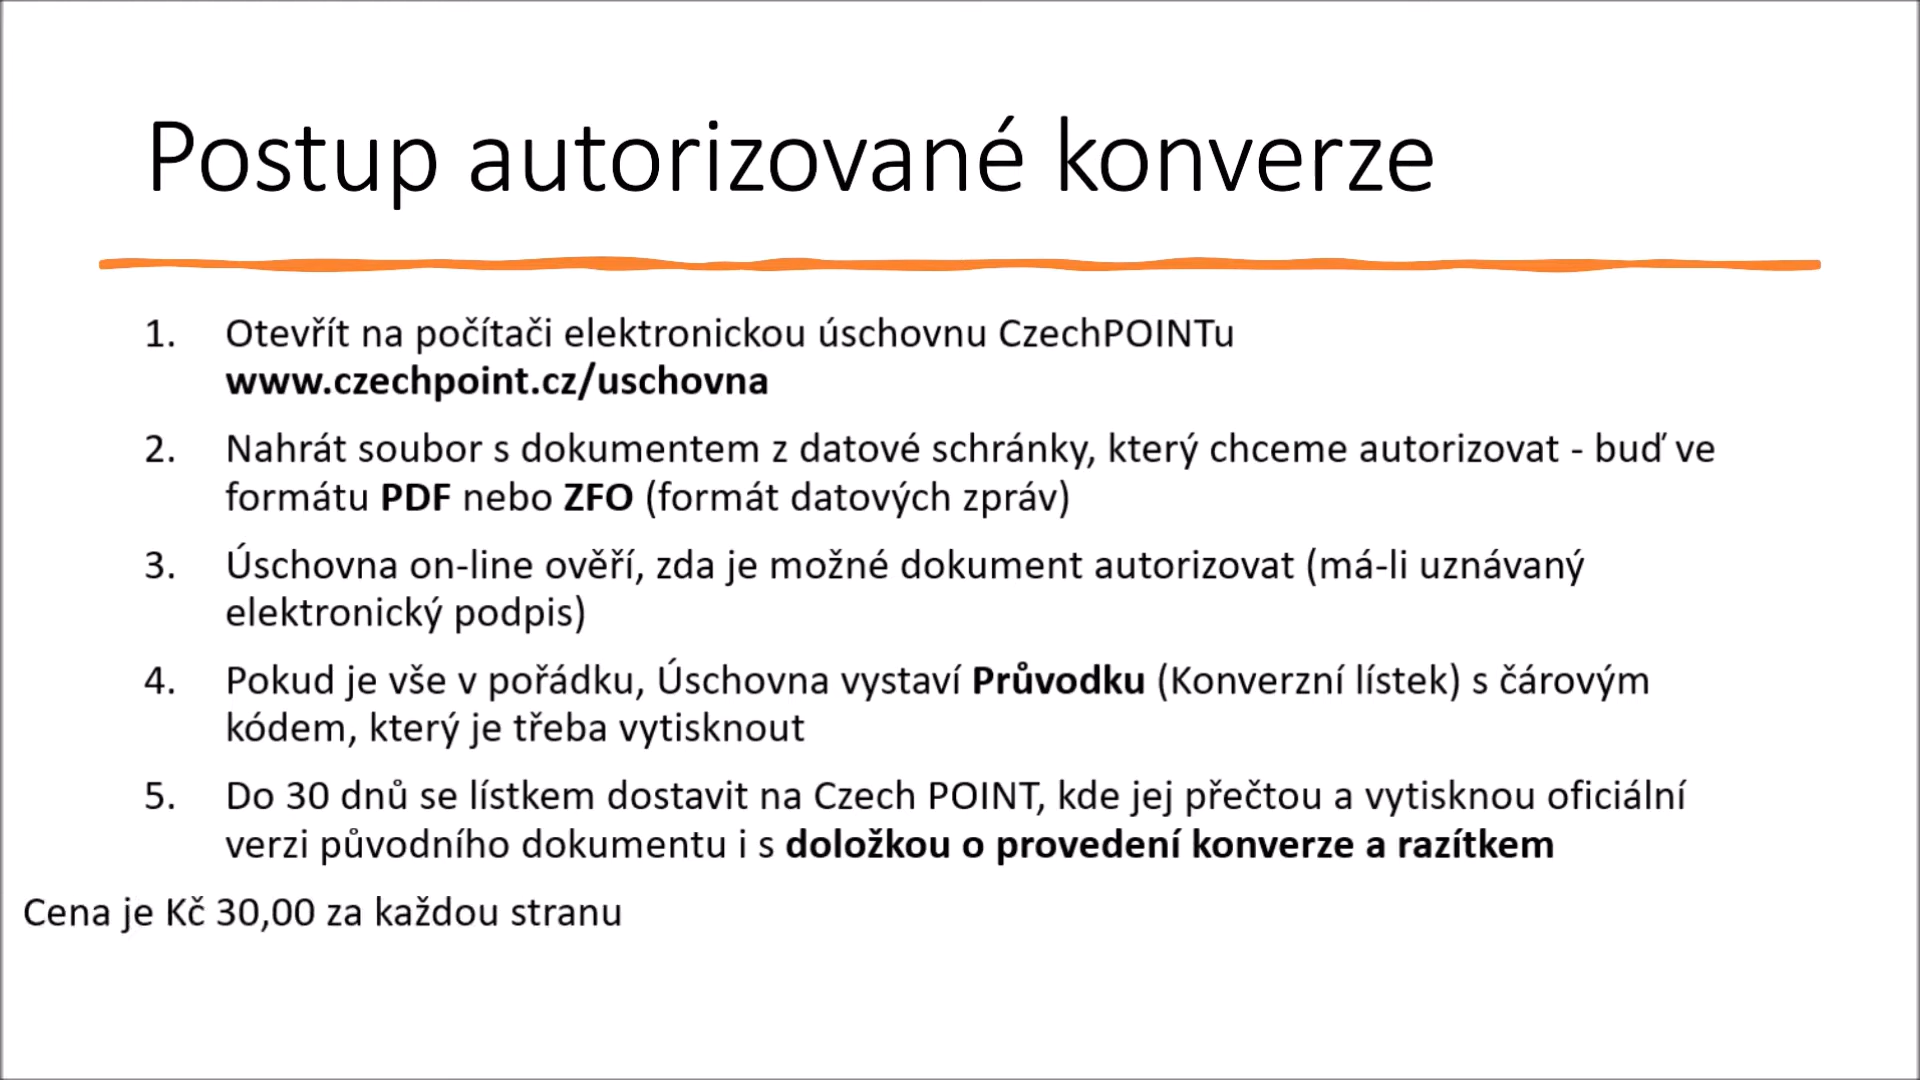 Postup autorizované konverze
1. Otevřít na počítači elektronickou úschovnu CzechPOINTu
www.czechpoint.cz/uschovna
2. Nahrát soubor s dokumentem z datové schránky, který chceme autorizovat - buď ve
formátu PDF nebo ZFO (formát datových zpráv)
3. Úschovna on-line ověří, zda je možné dokument autorizovat (má-li uznávaný
elektronický podpis)
4. Pokud je vše v pořádku, Úschovna vystaví Průvodku (Konverzní lístek) s čárovým
kódem, který je třeba vytisknout
5. Do 30 dnů se lístkem dostavit na Czech POINT, kde jej přečtou a vytisknou oficiální
verzi původního dokumentu i s doložkou o provedení konverze a razítkem
Cena je Kč 30,00 za každou stranu